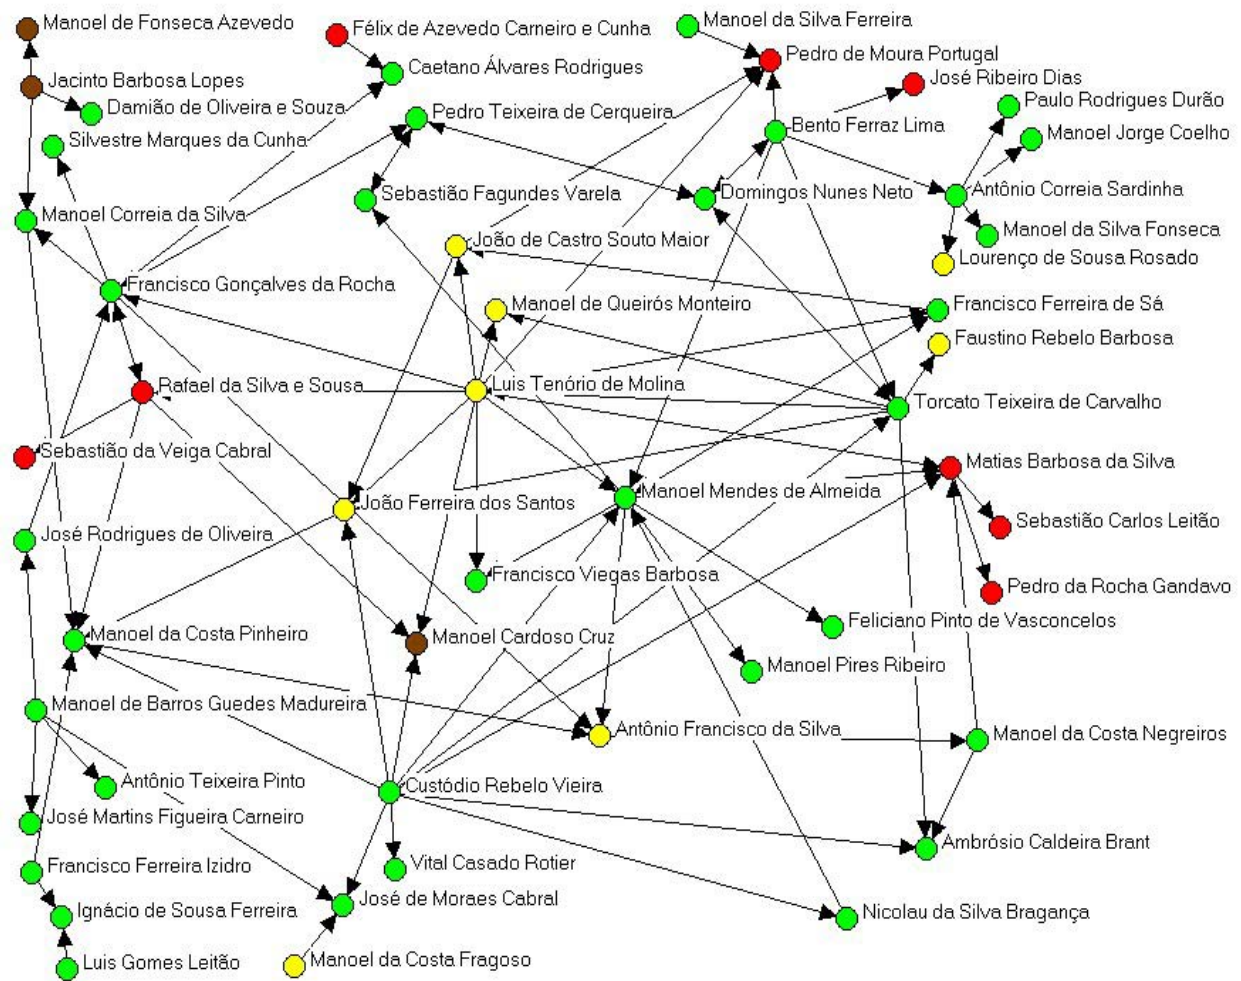 Manoel de Fonseca Azevedo
Félix de Azevedo Carneiro e Cunha
Manoel da Silva Ferreira
Pedro de Moura Portugal
Caetano Álvares Rodrigues
José Ribeiro Dias
Jacinto Barbosa Lopes
Damião de Oliveira e Souza
Pedro Teixeira de Cerqueira
Paulo Rodrigues Durão
Bento Ferraz Lima
Manoel Jorge Coelho
Silvestre Marques da Cunha
Sebastião Fagundes Varela
Domingos Nunes Neto
Antônio Correia Sardinha
Manoel Correia da Silva
João de Castro Souto Maior
Manoel da Silva Fonseca
Lourenço de Sousa Rosado
Francisco Gonçalves da Rocha
Manoel de Queirós Monteiro
Francisco Ferreira de Sá
Faustino Rebelo Barbosa
Rafael da Silva e Sousa
Luis Tenório de Molina
Torcato Teixeira de Carvalho
Sebastião da Veiga Cabral
Matias Barbosa da Silva
João Ferreira dos Santos
Manoel Mendes de Almeida
Sebastião Carlos Leitão
José Rodrigues de Oliveira
Francisco Viegas Barbosa
Pedro da Rocha Gandavo
Feliciano Pinto de Vasconcelos
Manoel da Costa Pinheiro
Manoel Cardoso Cruz
Manoel Pires Ribeiro
Manoel de Barros Guedes Madureira
Antônio Francisco da Silva
Manoel da Costa Negreiros
Antônio Teixeira Pinto
Custódio Rebelo Vieira
José Martins Figueira Carneiro
Ambrósio Caldeira Brant
Francisco Ferreira Izidro
Vital Casado Rotier
José de Moraes Cabral
Ignácio de Sousa Ferreira
Nicolau da Silva Bragança
Luis Gomes Leitão
Manoel da Costa Fragoso